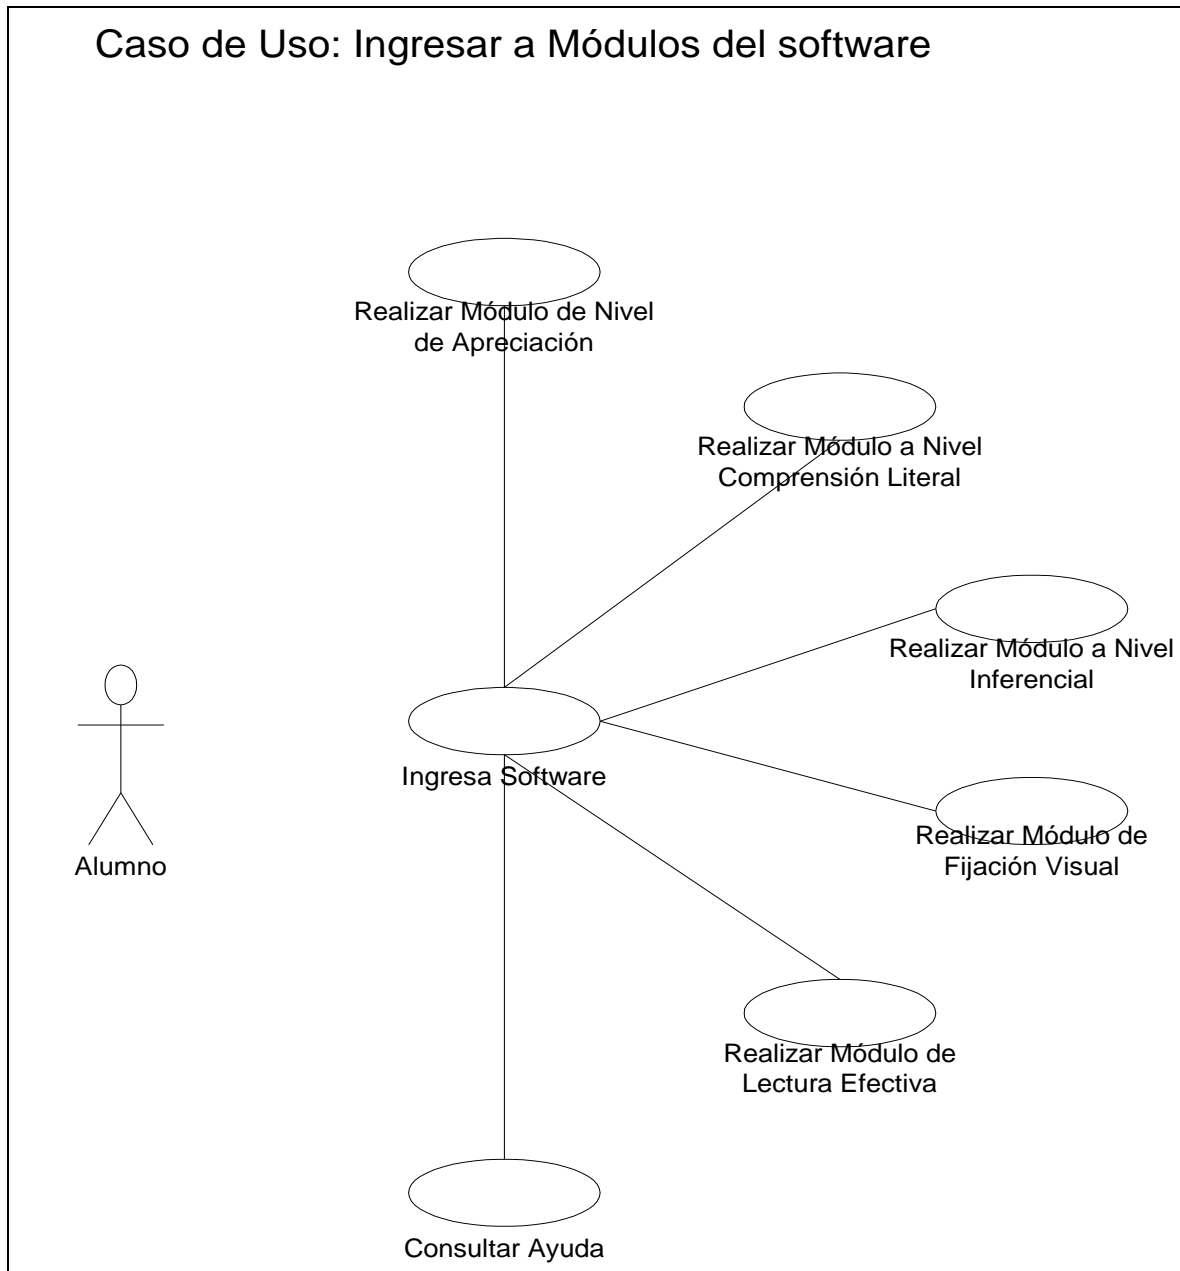 Caso de Uso: Ingresar a Módulos del software
Realizar Módulo de Nivel
de Apreciación
Realizar Módulo a Nivel
Comprensión Literal
Realizar Módulo a Nivel
Inferencial
Ingresa Software
Realizar Módulo de
Fijación Visual
Alumno
Realizar Módulo de
Lectura Efectiva
Consultar Ayuda